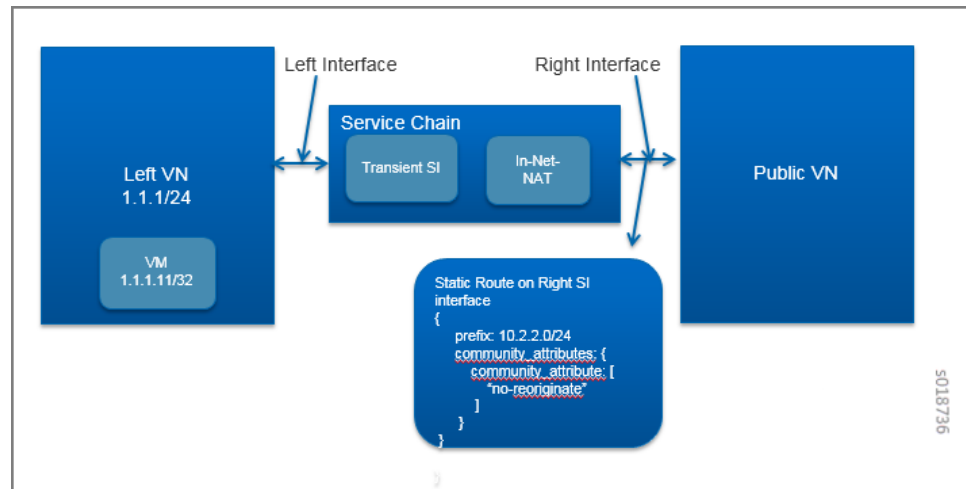 Left Interface
Right Interface
Service Chain
Transient SI
In-Net-
NAT
Left VN
1.1.1/24
VM
1.1.1.11/32
Public VN
Static Route on Right SI
interface
{
prefix: 10.2.2.0/24
community_attributes: {
community_attribute: [
“no-reoriginate”
]
}
}
}
s018736